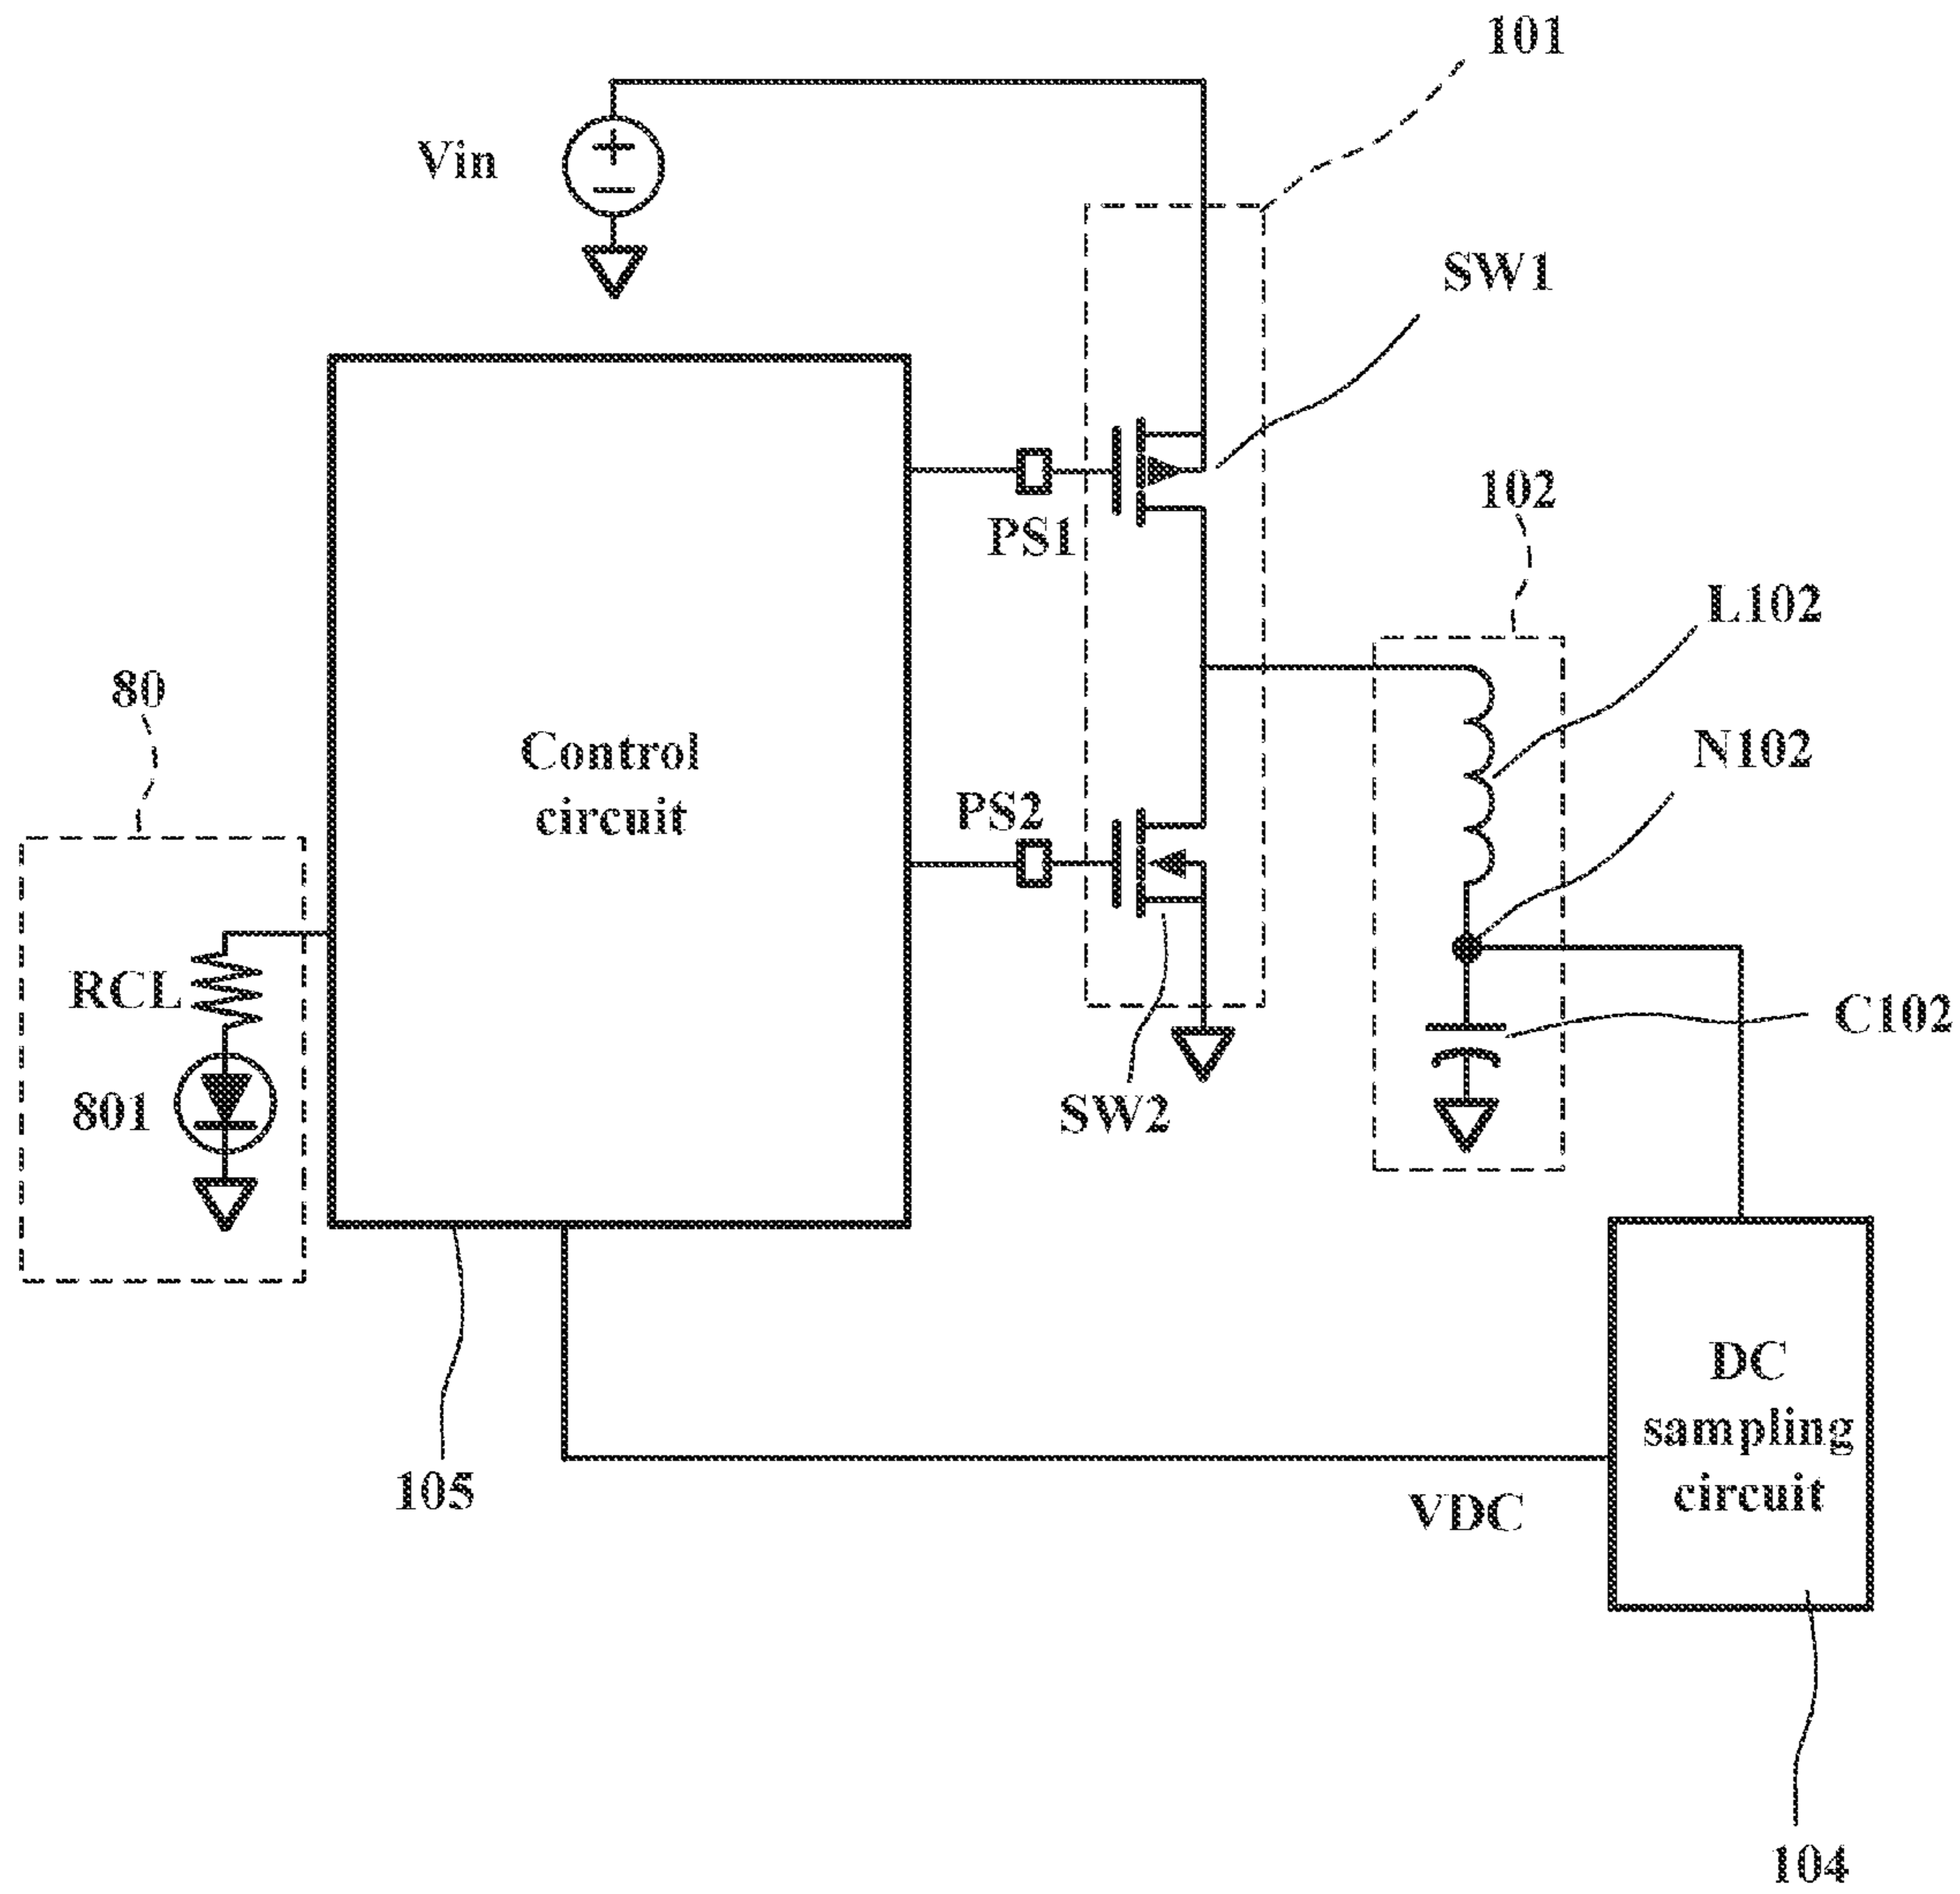 101
Vin
SW1
PS1
102
L102
80
N102
Control
circuit
PS2
RCL
C102
801
SW2
DC
sampling
circuit
105
VDC
104